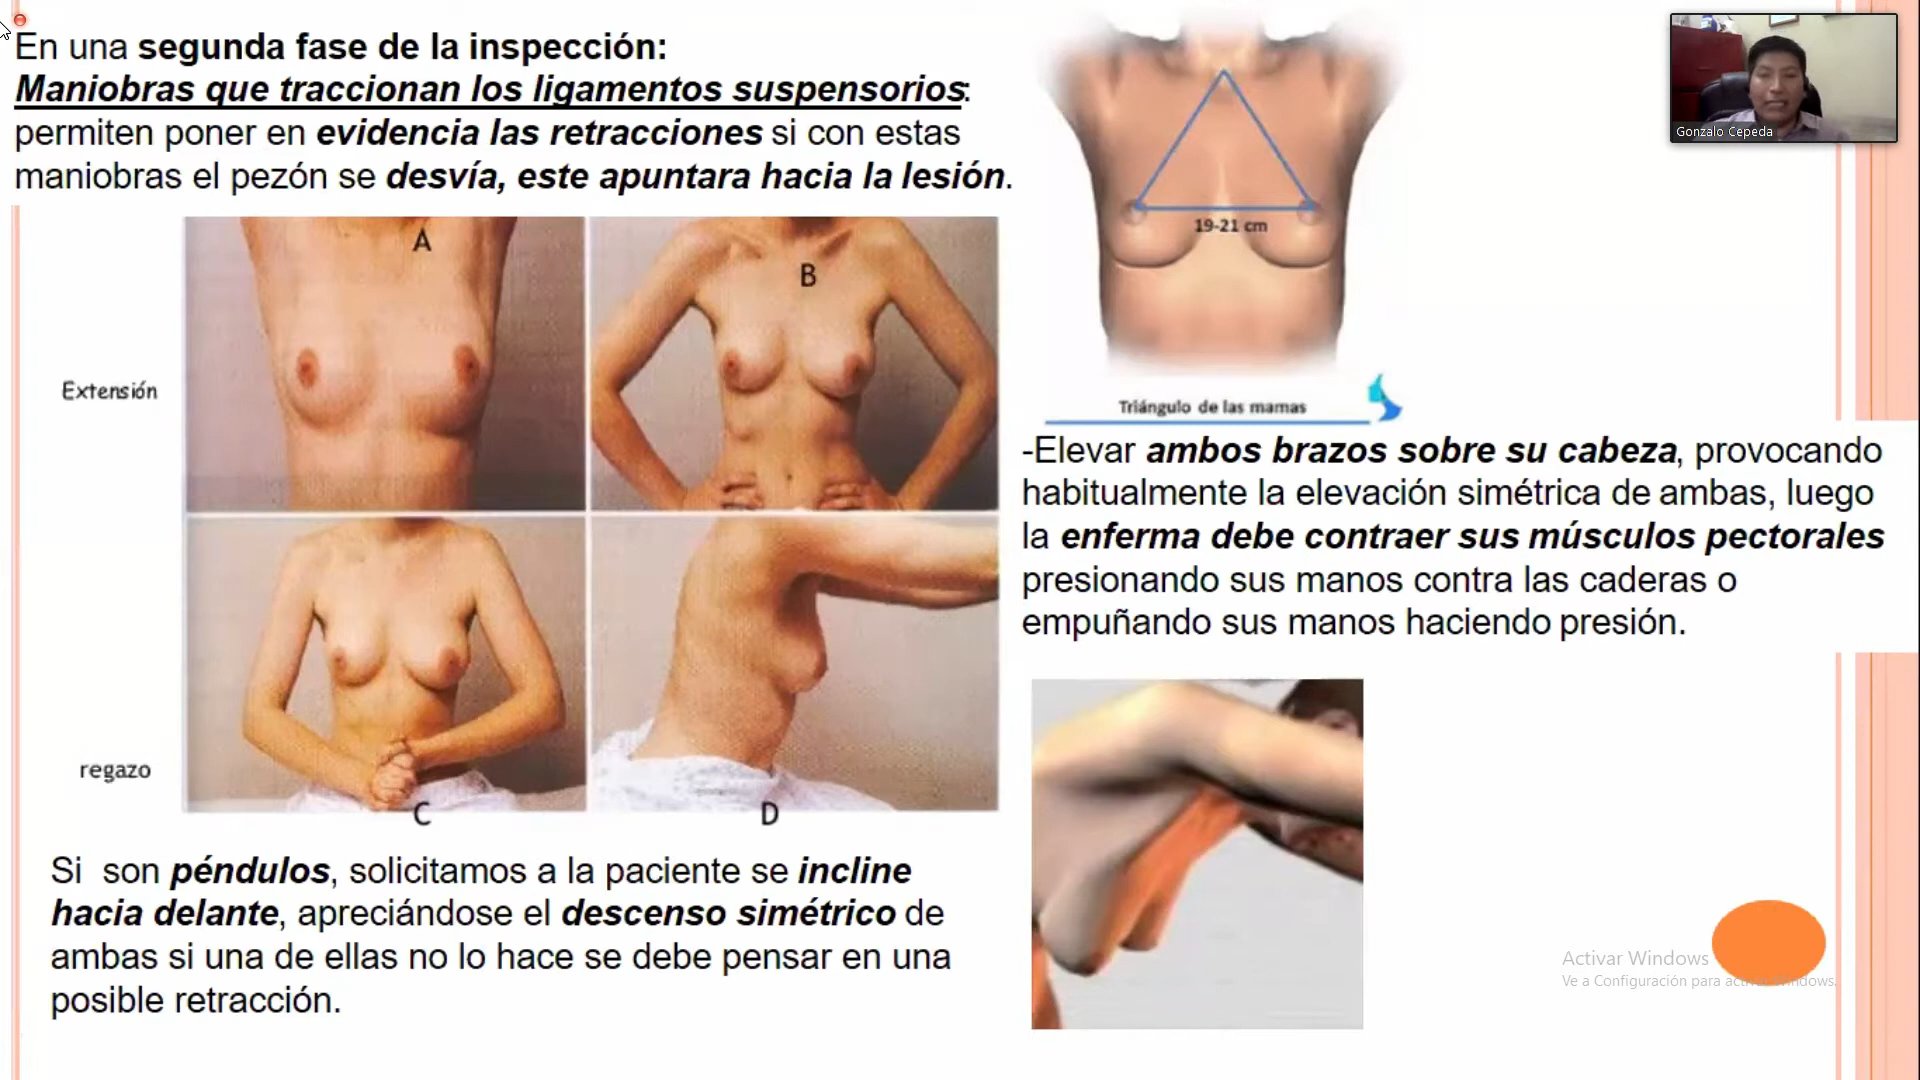 En una segunda fase de la inspección:
Maniobras que traccionan los ligamentos suspensorios:
permiten poner en evidencia las retracciones si con estas
maniobras el pezón se desvía, este apuntara hacia la lesión.
A
B
Extensión
regazo
C
D
Si son péndulos, solicitamos a la paciente se incline
hacia delante, apreciándose el descenso simétrico de
ambas si una de ellas no lo hace se debe pensar en una
posible retracción.
19-21 cm
Triángulo de las mamas
-Elevar ambos brazos sobre su cabeza, provocando
habitualmente la elevación simétrica de ambas, luego
la enferma debe contraer sus músculos pectorales
presionando sus manos contra las caderas o
empuñando sus manos haciendo presión.
Gonzalo Cepeda
Activar Windows
Ve a Configuración para activar Windows.